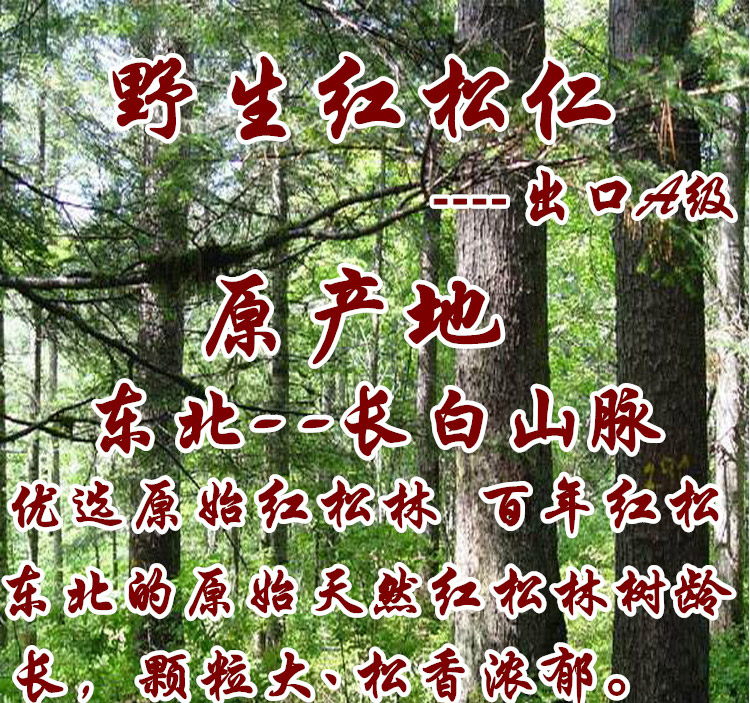 野生红松仁
----出口A级
原产地
东北--长白山脉
优选原始红松林 百年红松
东北的原始天然红松林树龄
长，颗粒大、松香浓郁。